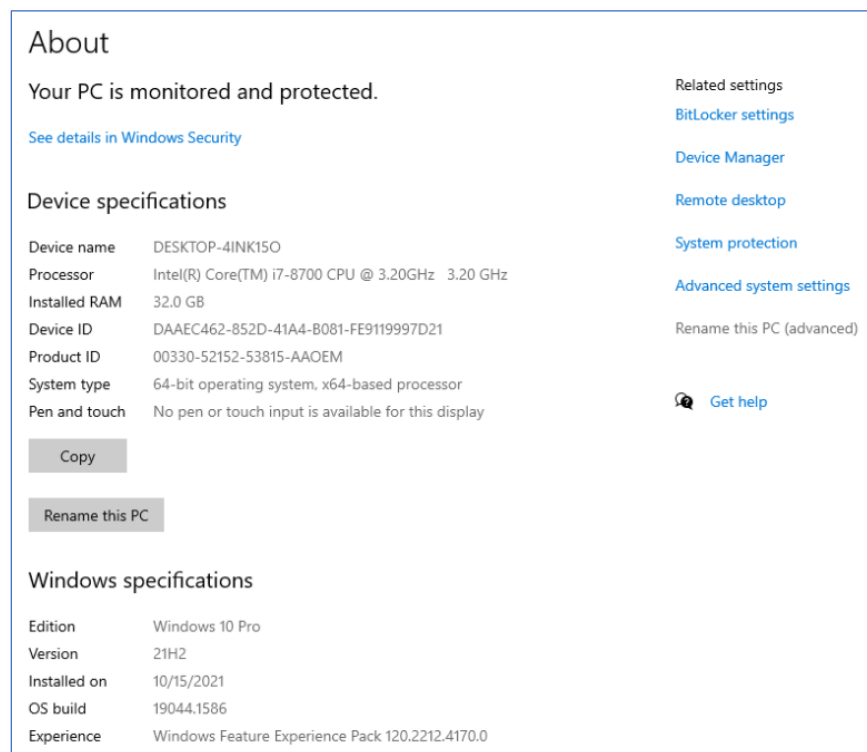 About
Your PC is monitored and protected.
See details in Windows Security
Device specifications
Device name DESKTOP-4INK15O
Processor Intel(R) Core(TM) i7-8700 CPU @ 3.20GHz 3.20 GHz
Installed RAM 32.0 GB
Device ID DAAEC462-852D-41A4-B081-FE9119997D21
Product ID 00330-52152-53815-AAOEM
System type 64-bit operating system, x64-based processor
Pen and touch No pen or touch input is available for this display
Copy
Rename this PC
Windows specifications
Edition Windows 10 Pro
Version 21H2
Installed on 10/15/2021
OS build 19044.1586
Experience Windows Feature Experience Pack 120.2212.4170.0
Related settings
BitLocker settings
Device Manager
Remote desktop
System protection
Advanced system settings
Rename this PC (advanced)
Get help